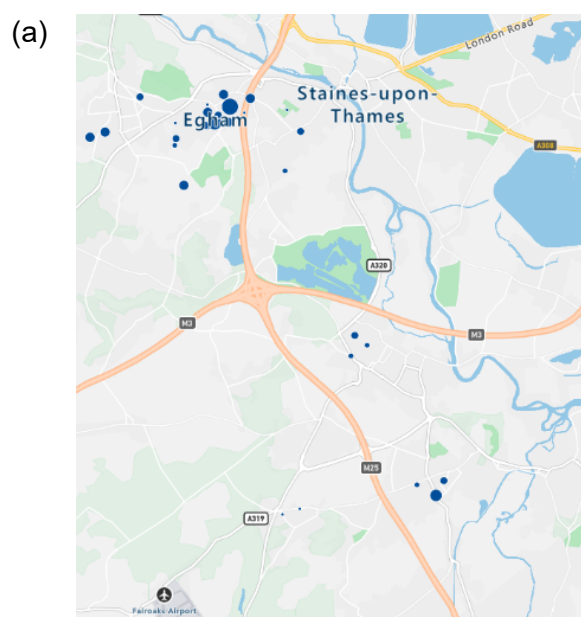 (a)
London Road
Staines-upon-
Thames
Egham
A308
A320
M3
M3
M25
A319
Fairoaks Airport